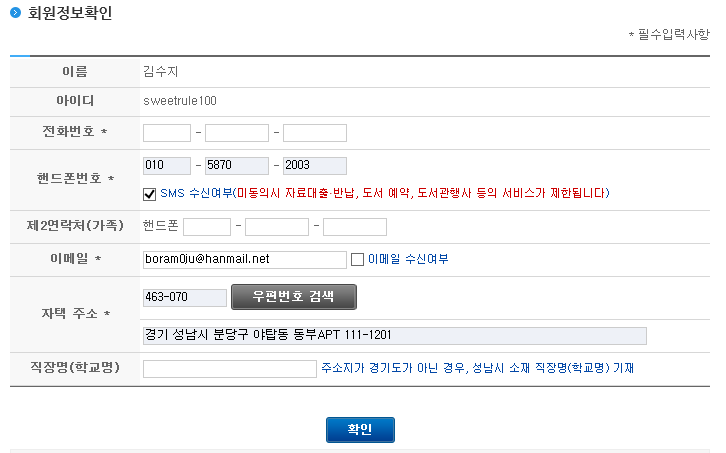 회원정보확인
* 필수입력사항
이름 김수지
아이디 sweetrule100
전화번호 * - -
핸드폰번호 * 010 - 5870 - 2003
SMS 수신여부(미동의시 자료대출·반납, 도서 예약, 도서관행사 등의 서비스가 제한됩니다)
제2연락처(가족) 핸드폰 - -
이메일 * boram0ju@hanmail.net 이메일 수신여부
자택 주소 * 463-070 우편번호 검색
경기 성남시 분당구 야탑동 동부APT 111-1201
직장명(학교명) 주소지가 경기도가 아닌 경우, 성남시 소재 직장명(학교명) 기재
확인